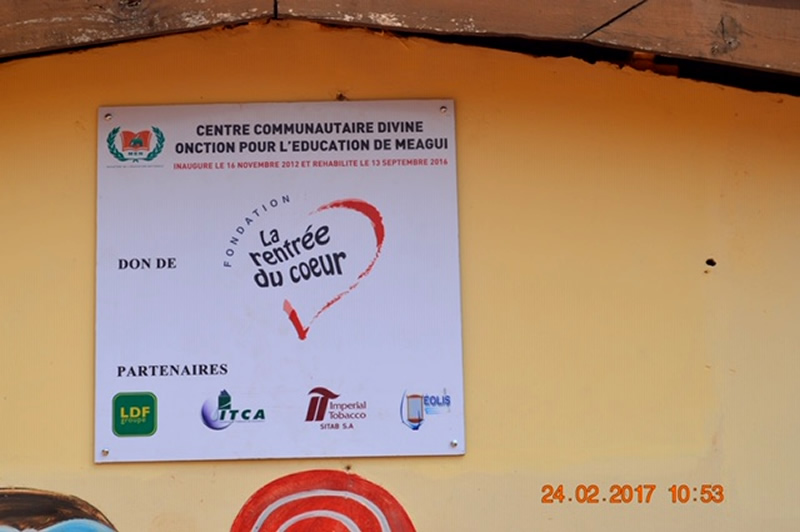 CENTRE COMMUNAUTAIRE DIVINE
ONCTION POUR L'EDUCATION DE MEAGUI
INAUGURE LE 16 NOVEMBRE 2012 ET REHABILITE LE 13 SEPTEMBRE 2016
DON DE
FONDATION
La
rentrée
du coeur
PARTENAIRES
LDF
groupe
ITCA
Imperial
Tobacco
SITAB S.A
ÉOLIS
24.02.2017 10:53